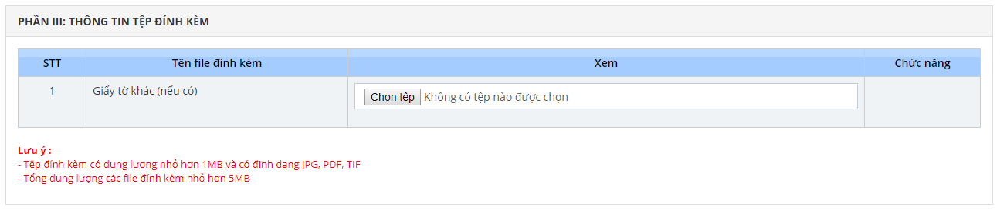 PHẦN III: THÔNG TIN TỆP ĐÍNH KÈM
STT Tên file đính kèm Xem Chức năng
1 Giấy tờ khác (nếu có) Chọn tệp Không có tệp nào được chọn
Lưu ý :
- Tệp đính kèm có dung lượng nhỏ hơn 1MB và có định dạng JPG, PDF, TIF
- Tổng dung lượng các file đính kèm nhỏ hơn 5MB